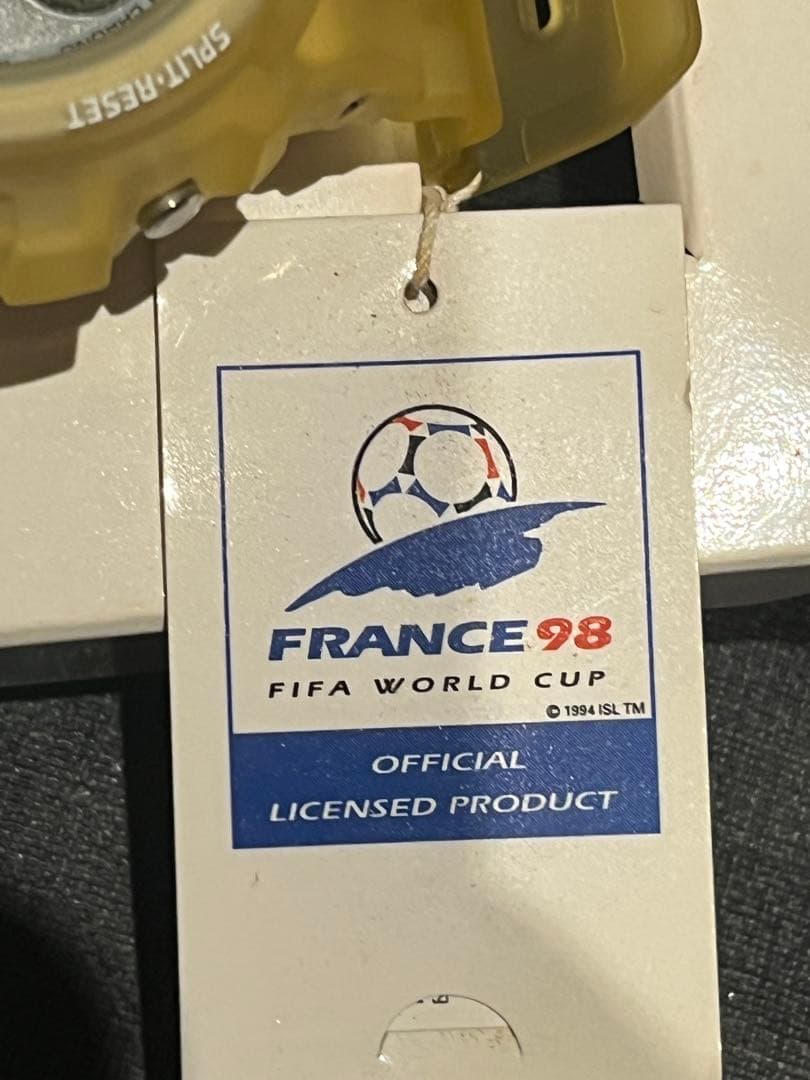 SPLIT·RESET
FRANCE 98
FIFA WORLD CUP
© 1994 ISL TM
OFFICIAL
LICENSED PRODUCT